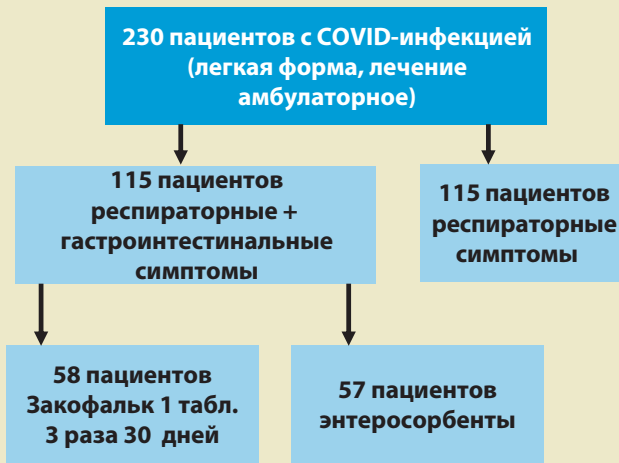 230 пациентов с COVID-инфекцией
(легкая форма, лечение
амбулаторное)
115 пациентов
респираторные +
гастроинтестинальные
симптомы
115 пациентов
респираторные
симптомы
58 пациентов
Закофальк 1 табл.
3 раза 30 дней
57 пациентов
энтеросорбенты